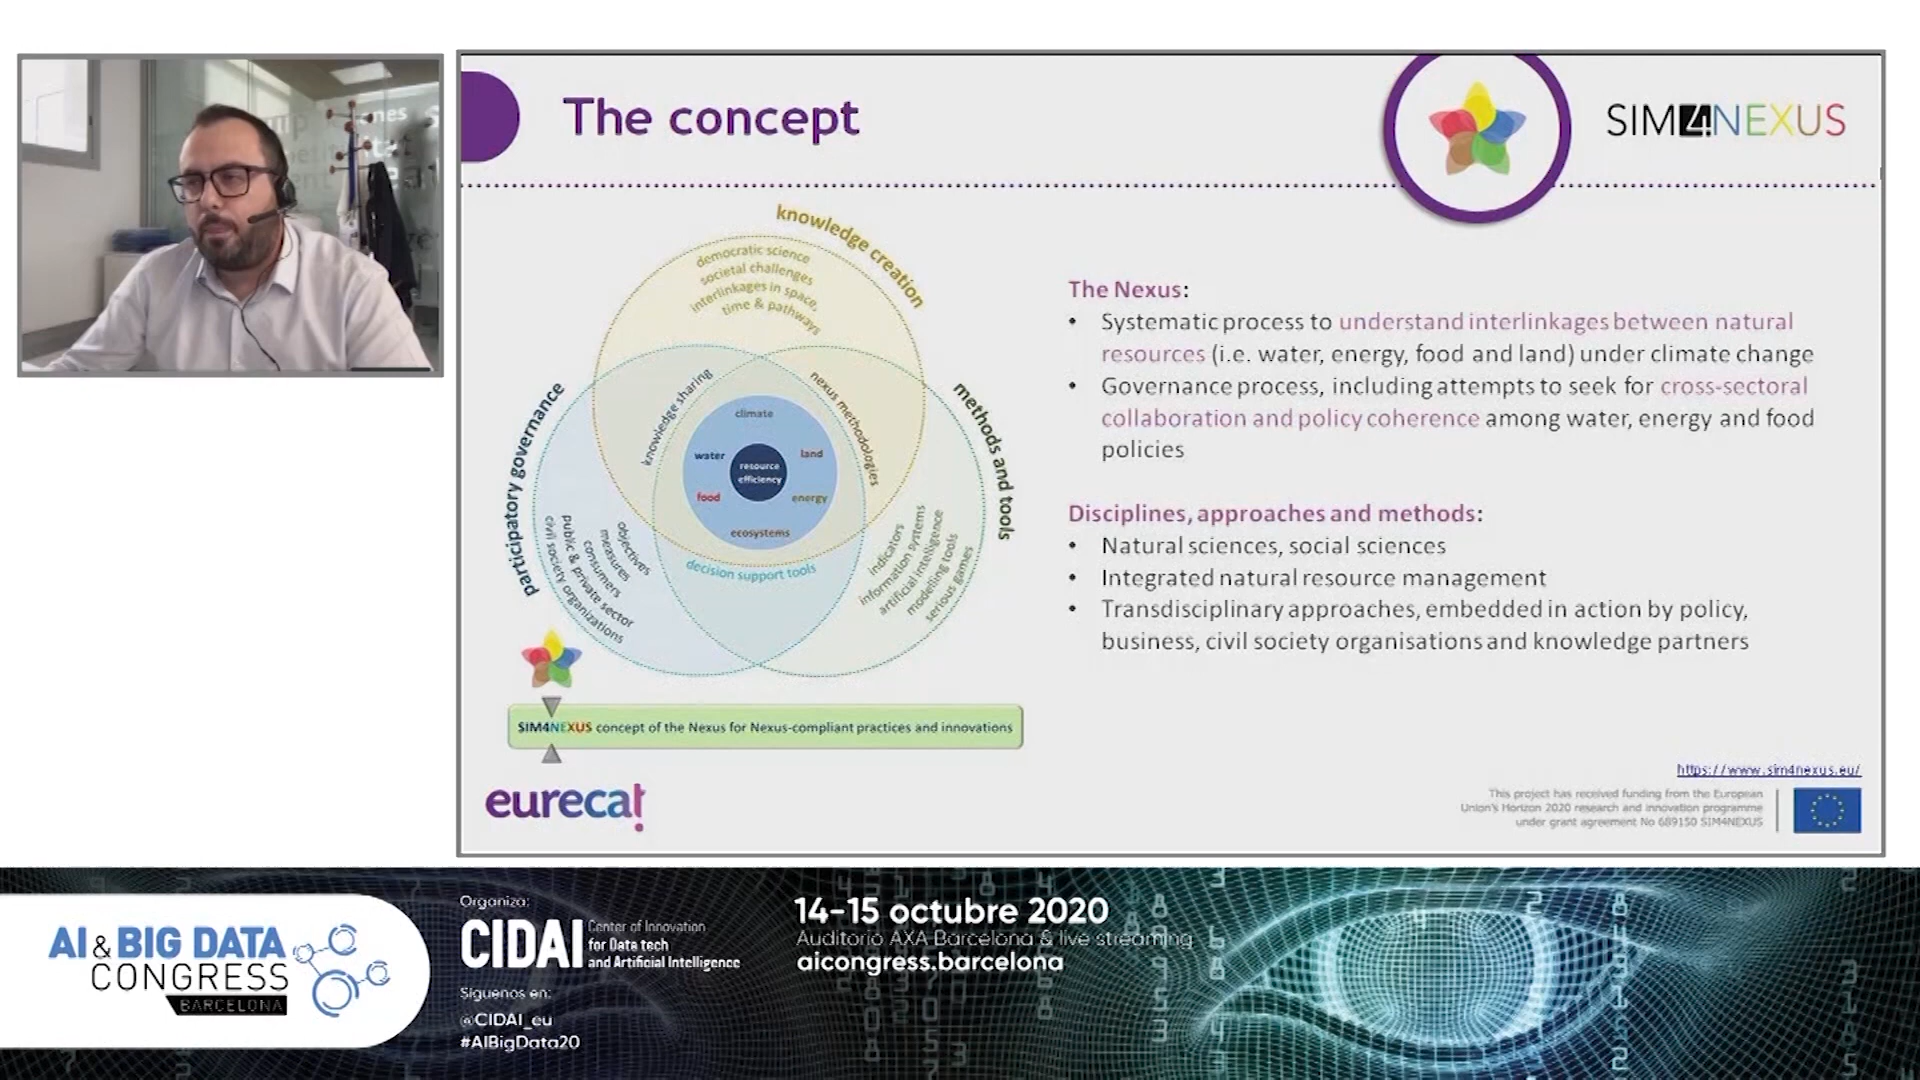 The concept
SIM4NEXUS
knowledge creation
democratic science
societal challenges
interlinkages in space,
time & pathways
participatory governance
knowledge sharing
nexus methodologies
methods and tools
climate
water
land
resource
efficiency
food
energy
ecosystems
decision support tools
objectives
measures
consumers
public & private sector
civil society organizations
indicators
information systems
artificial intelligence
modelling tools
serious games
SIM4NEXUS concept of the Nexus for Nexus-compliant practices and innovations
The Nexus:
• Systematic process to understand interlinkages between natural
resources (i.e. water, energy, food and land) under climate change
• Governance process, including attempts to seek for cross-sectoral
collaboration and policy coherence among water, energy and food
policies
Disciplines, approaches and methods:
• Natural sciences, social sciences
• Integrated natural resource management
• Transdisciplinary approaches, embedded in action by policy,
business, civil society organisations and knowledge partners
eurecat
https://www.sim4nexus.eu/
This project has received funding from the European
Union's Horizon 2020 research and innovation programme
under grant agreement No 689150 SIM4NEXUS
AI & BIG DATA
CONGRESS
BARCELONA
Organiza:
CIDAI
Center of Innovation
for Data tech
and Artificial Intelligence
Síguenos en:
@CIDAI_eu
#AIBigData20
14-15 octubre 2020
Auditorio AXA Barcelona & live streaming
aicongress.barcelona